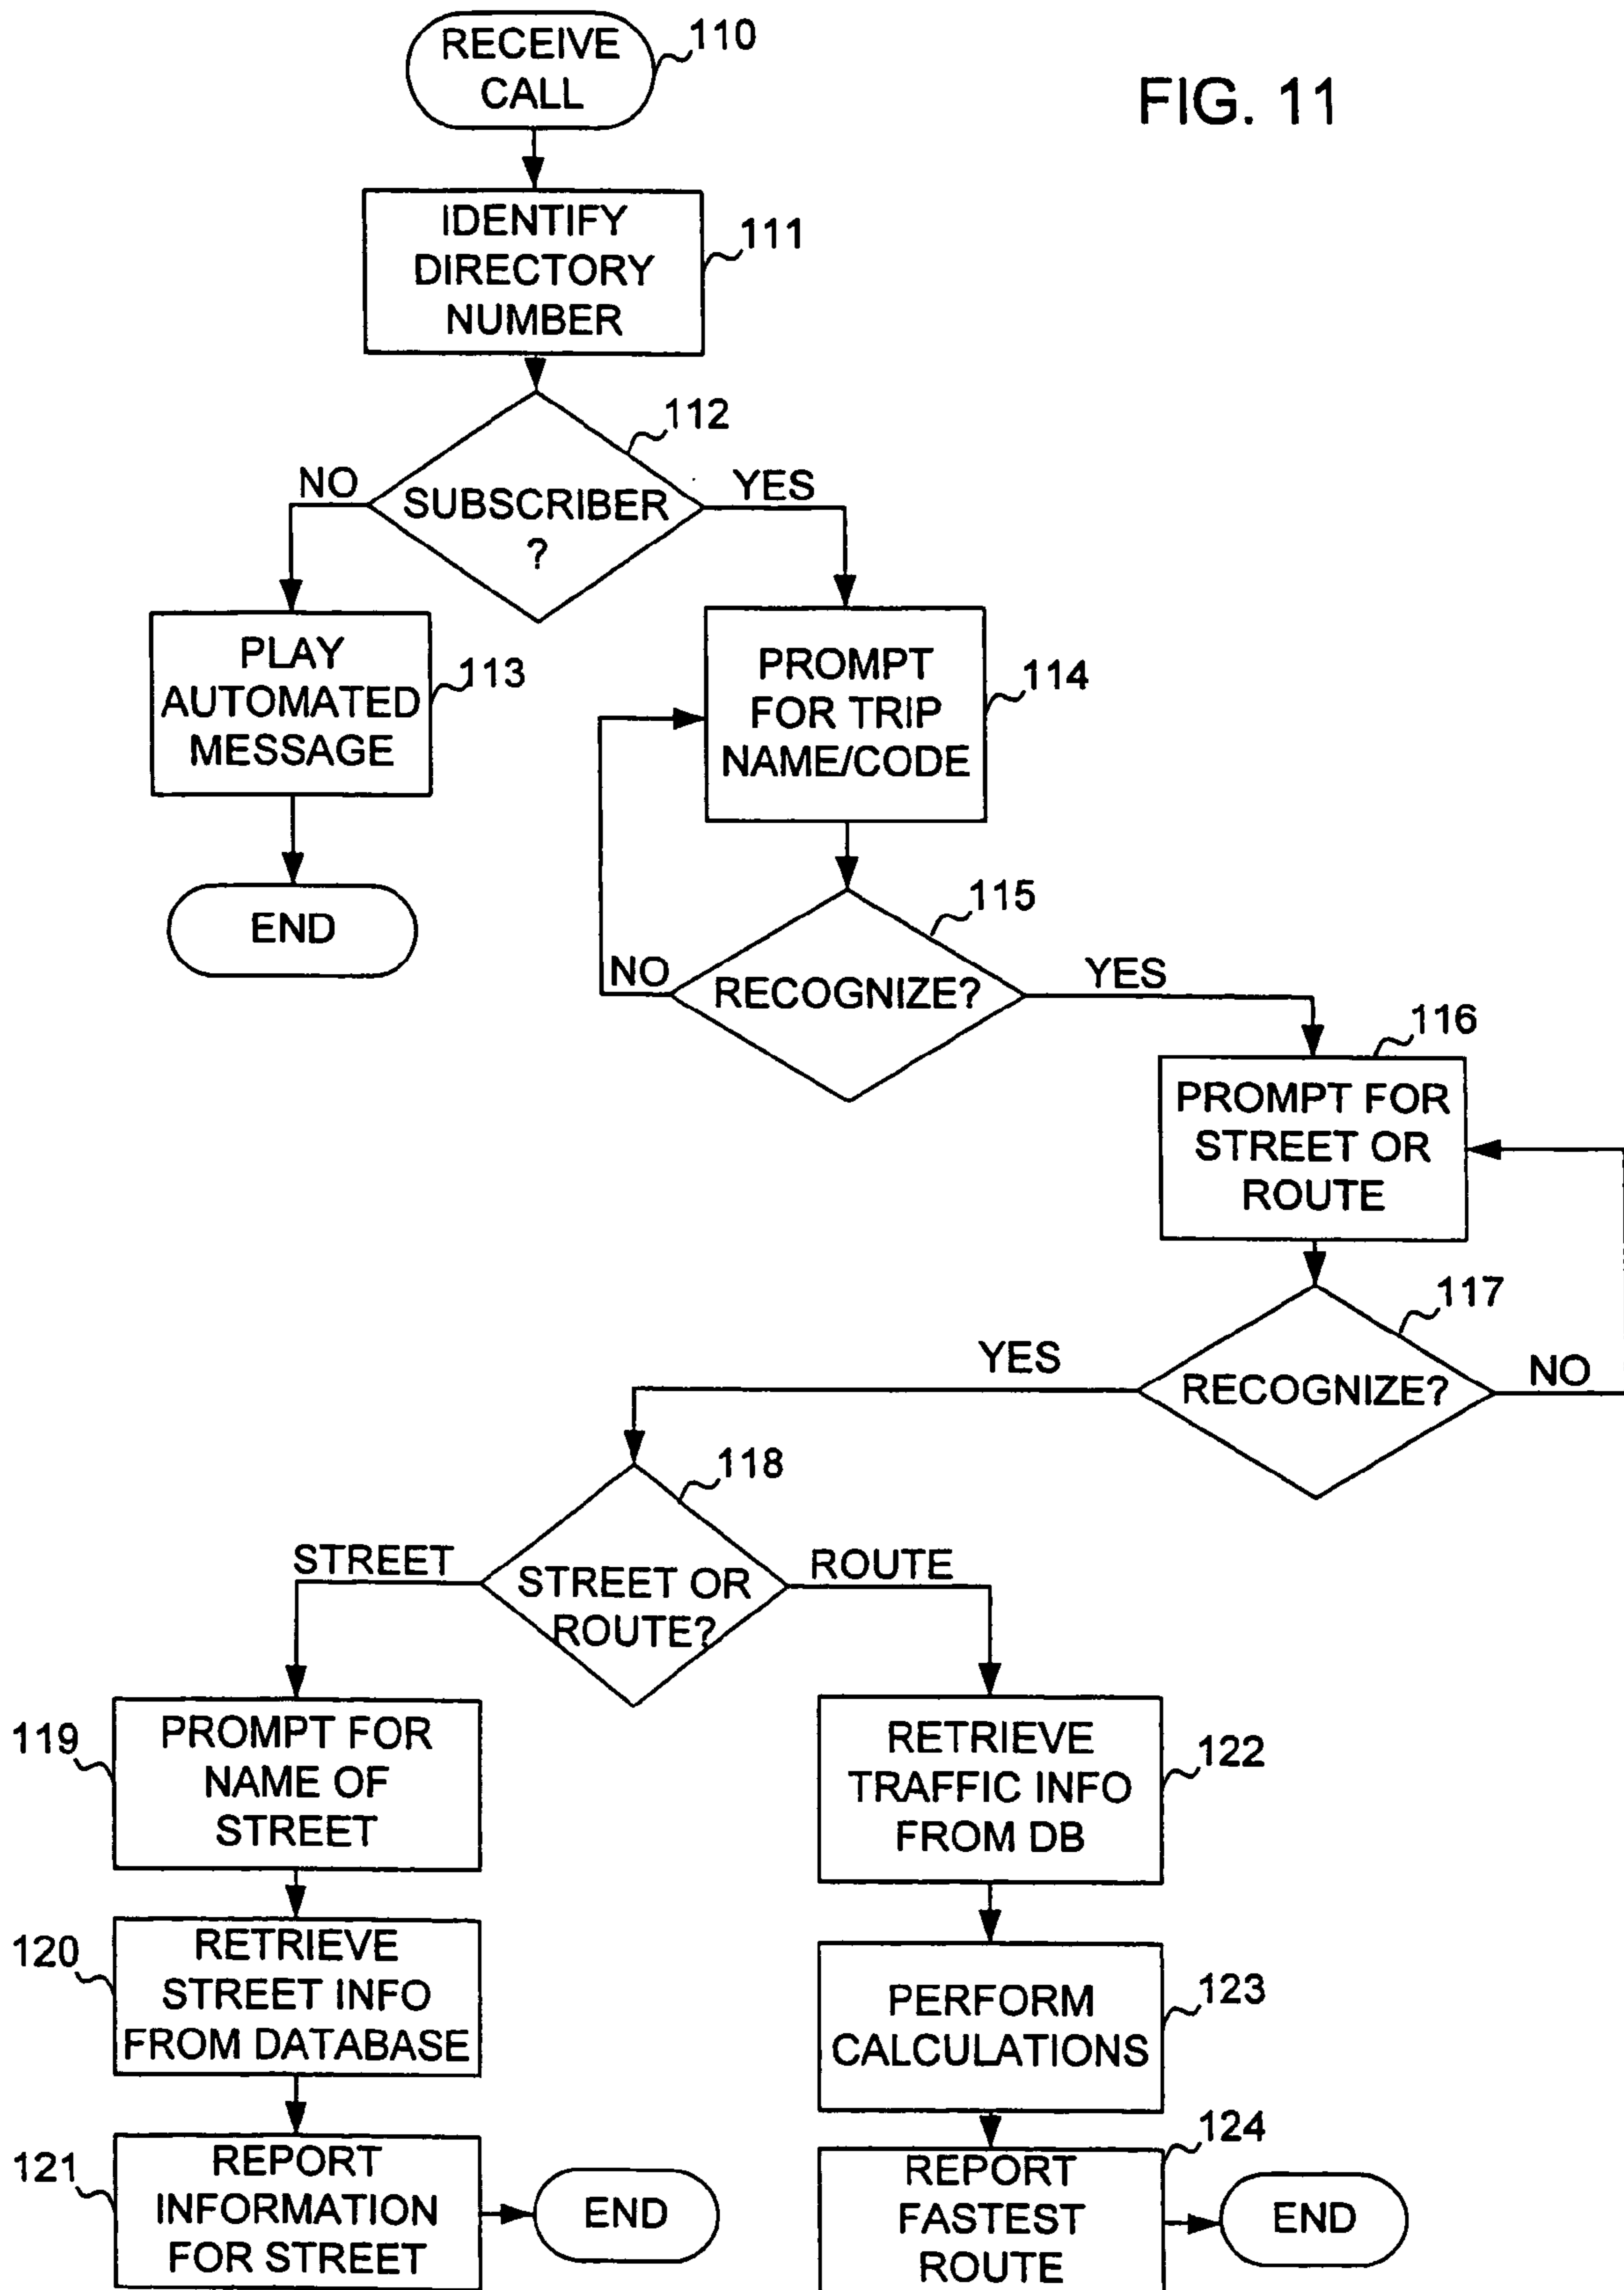 RECEIVE
CALL
110
FIG. 11
IDENTIFY
DIRECTORY
NUMBER
111
112
NO
SUBSCRIBER
?
YES
PLAY
AUTOMATED
MESSAGE
113
END
PROMPT
FOR TRIP
NAME/CODE
114
115
NO
RECOGNIZE?
YES
116
PROMPT FOR
STREET OR
ROUTE
117
YES
RECOGNIZE?
NO
118
STREET
STREET OR
ROUTE?
ROUTE
119
PROMPT FOR
NAME OF
STREET
120
RETRIEVE
STREET INFO
FROM DATABASE
121
REPORT
INFORMATION
FOR STREET
END
RETRIEVE
TRAFFIC INFO
FROM DB
122
PERFORM
CALCULATIONS
123
124
REPORT
FASTEST
ROUTE
END